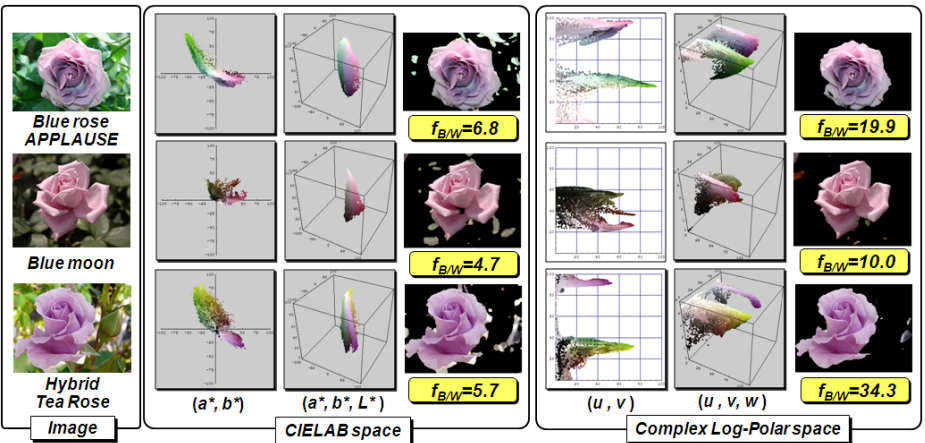 Blue rose
APPLAUSE
f_B/W=6.8
f_B/W=19.9
Blue moon
f_B/W=4.7
f_B/W=10.0
Hybrid
Tea Rose
(a*, b*)
(a*, b*, L*)
f_B/W=5.7
(u, v)
(u, v, w)
f_B/W=34.3
Image
CIELAB space
Complex Log-Polar space